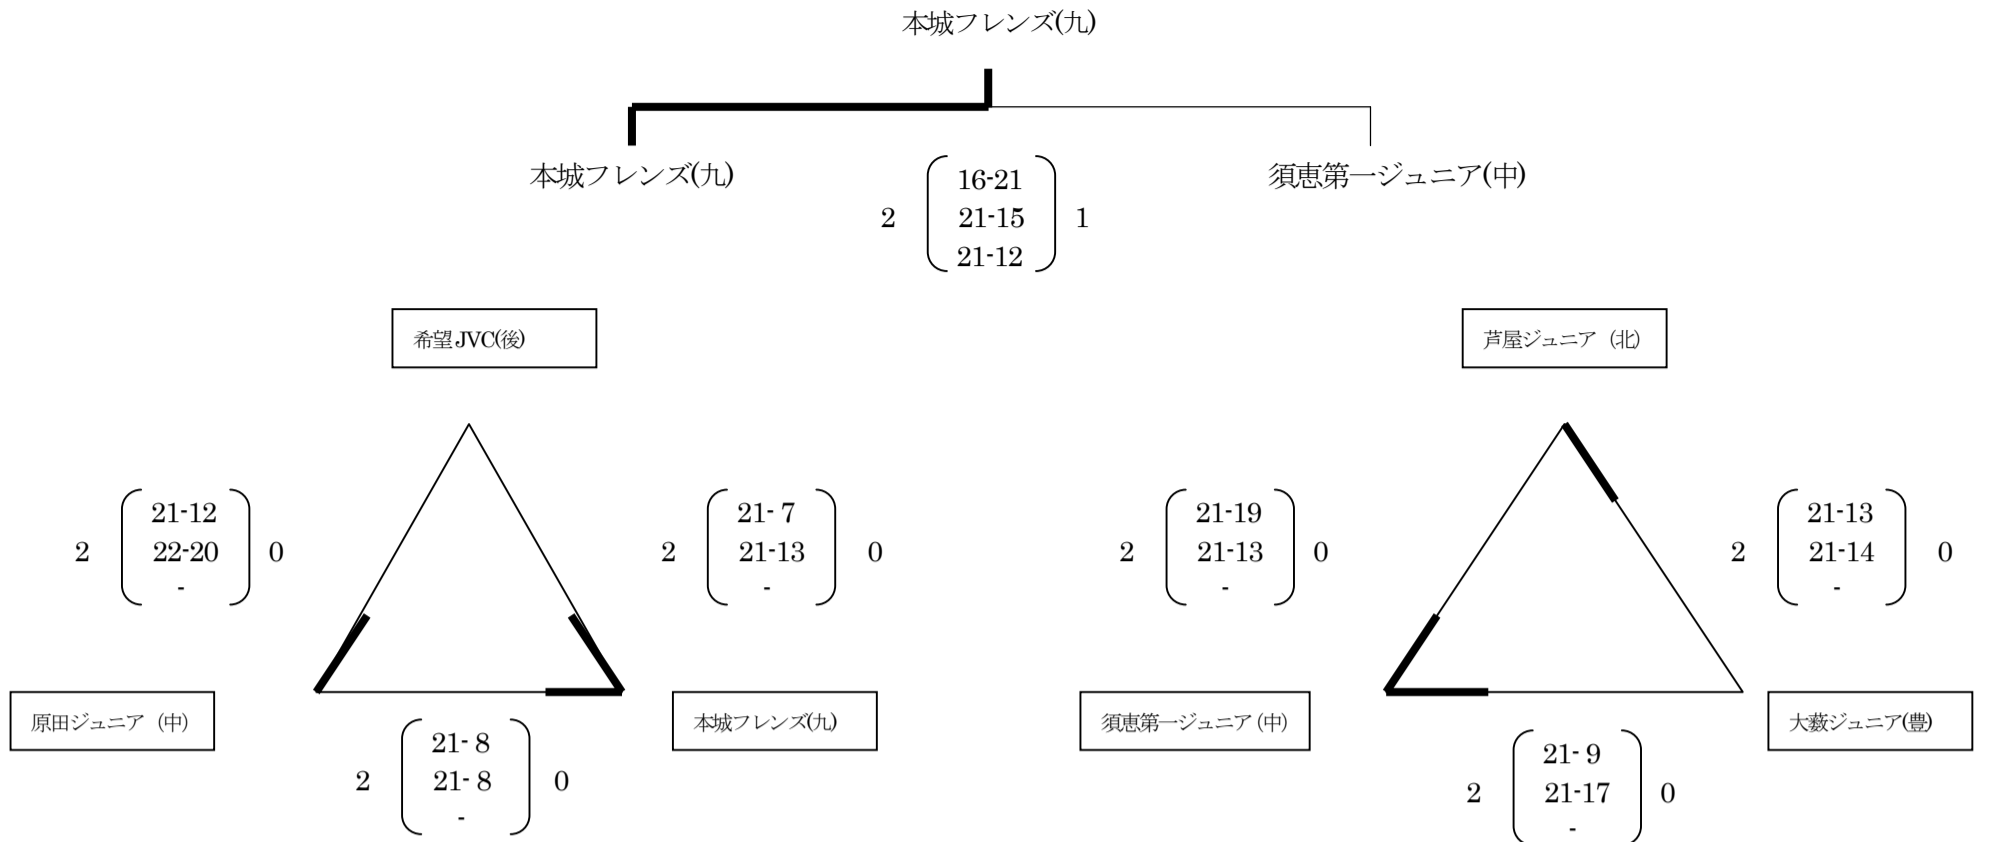 本城フレンズ(九)
本城フレンズ(九)
須恵第一ジュニア(中)
16-21
2 21-15 1
21-12
希望JVC(後)
芦屋ジュニア (北)
21-12
2 22-20 0
-
21- 7
2 21-13 0
-
21-19
2 21-13 0
-
21-13
2 21-14 0
-
原田ジュニア (中)
本城フレンズ(九)
須恵第一ジュニア (中)
大薮ジュニア(豊)
21- 8
2 21- 8 0
-
21- 9
2 21-17 0
-